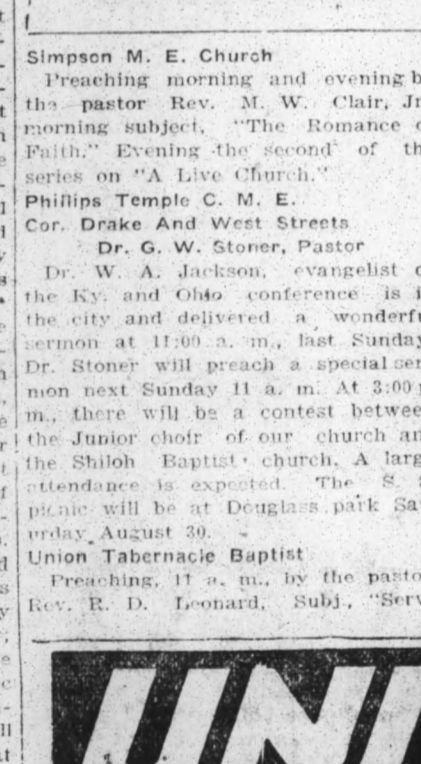 Simpson M. E. Church
Preaching morning and evening b
the pastor Rev. M. W. Clair, Jr
morning subject, "The Romance o
Faith." Evening the second of th
series on "A Live Church."
Phillips Temple C. M. E.
Cor. Drake And West Streets
Dr. G. W. Stoner, Pastor
Dr. W. A. Jackson, evangelist o
the Ky. and Ohio conference is i
the city and delivered a wonderfu
sermon at 11:00 a. m., last Sunday
Dr. Stoner will preach a special ser
mon next Sunday 11 a. m. At 3:00 p
m., there will be a contest betwee
the Junior choir of our church an
the Shiloh Baptist church. A larg
attendance is expected. The S. S
picnic will be at Douglass park Sat
urday, August 30.
Union Tabernacle Baptist
Preaching, 11 a. m., by the pasto
Rev. R. D. Leonard, Subj., "Serv
UNI